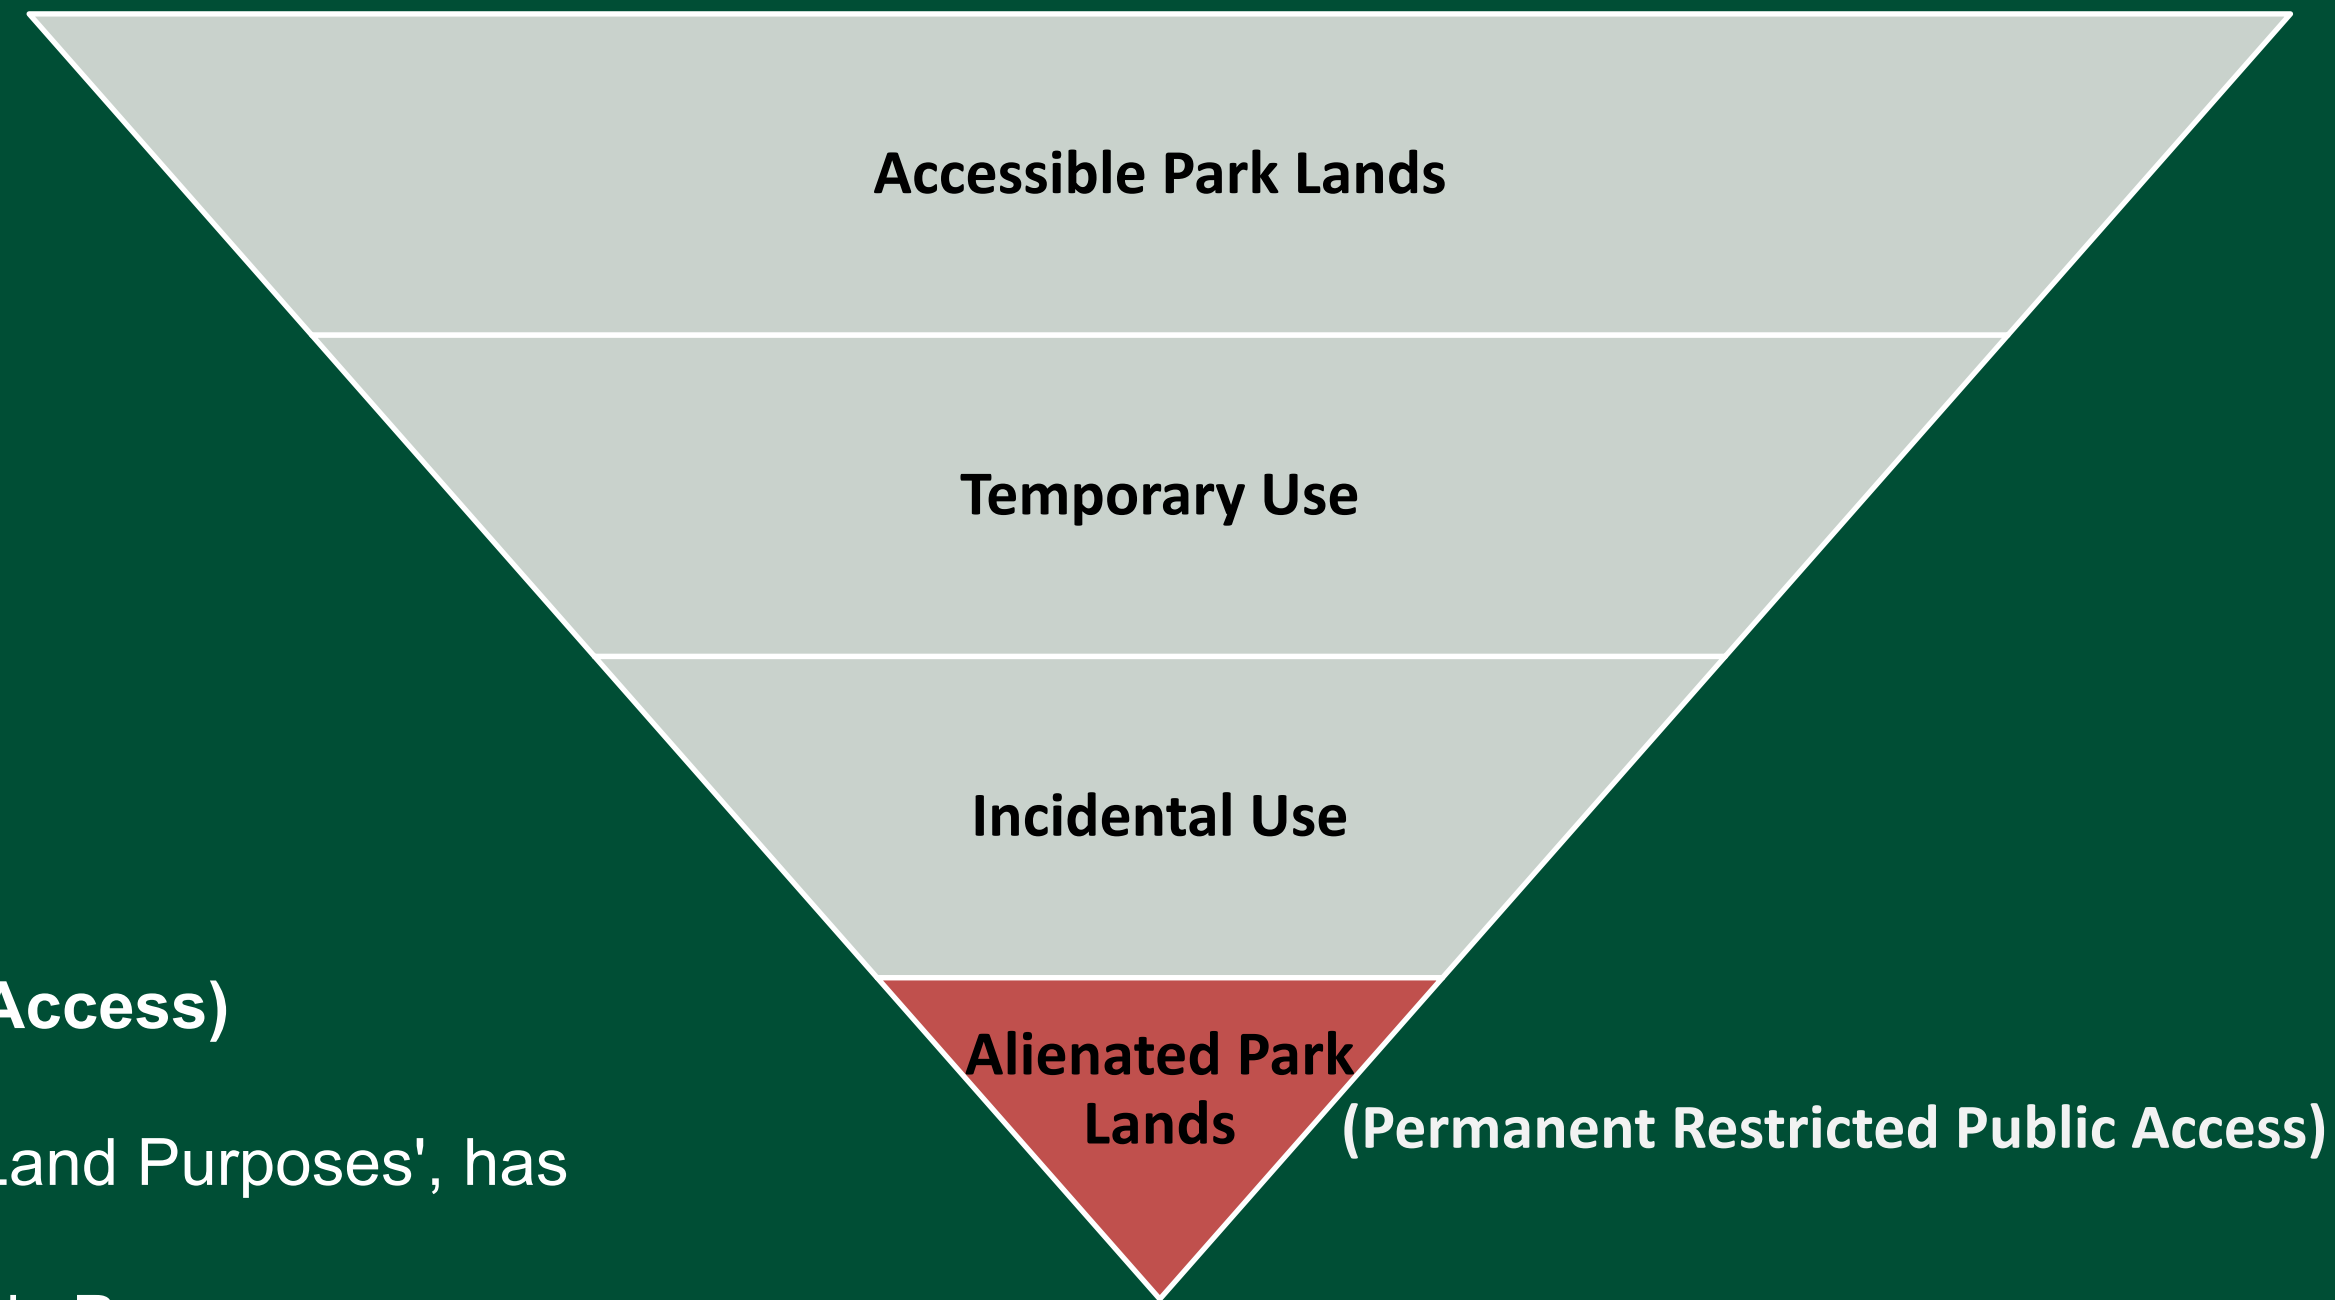 Accessible Park Lands
Temporary Use
Incidental Use
Access)
Alienated Park
Lands
(Permanent Restricted Public Access)
Land Purposes', has